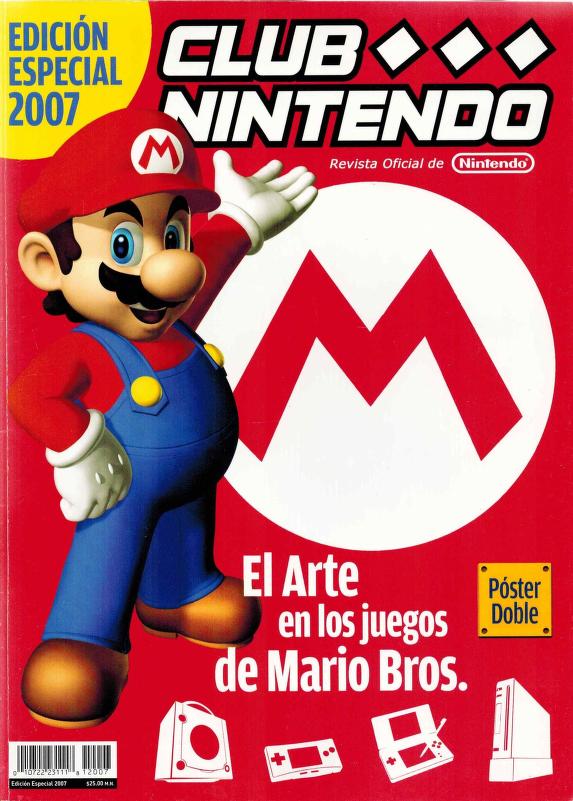 EDICIÓN
ESPECIAL
2007
CLUB
NINTENDO
Revista Oficial de Nintendo
M
M
El Arte
en los juegos
de Mario Bros.
Póster
Doble
Edición Especial 2007 $25.00 M.N.